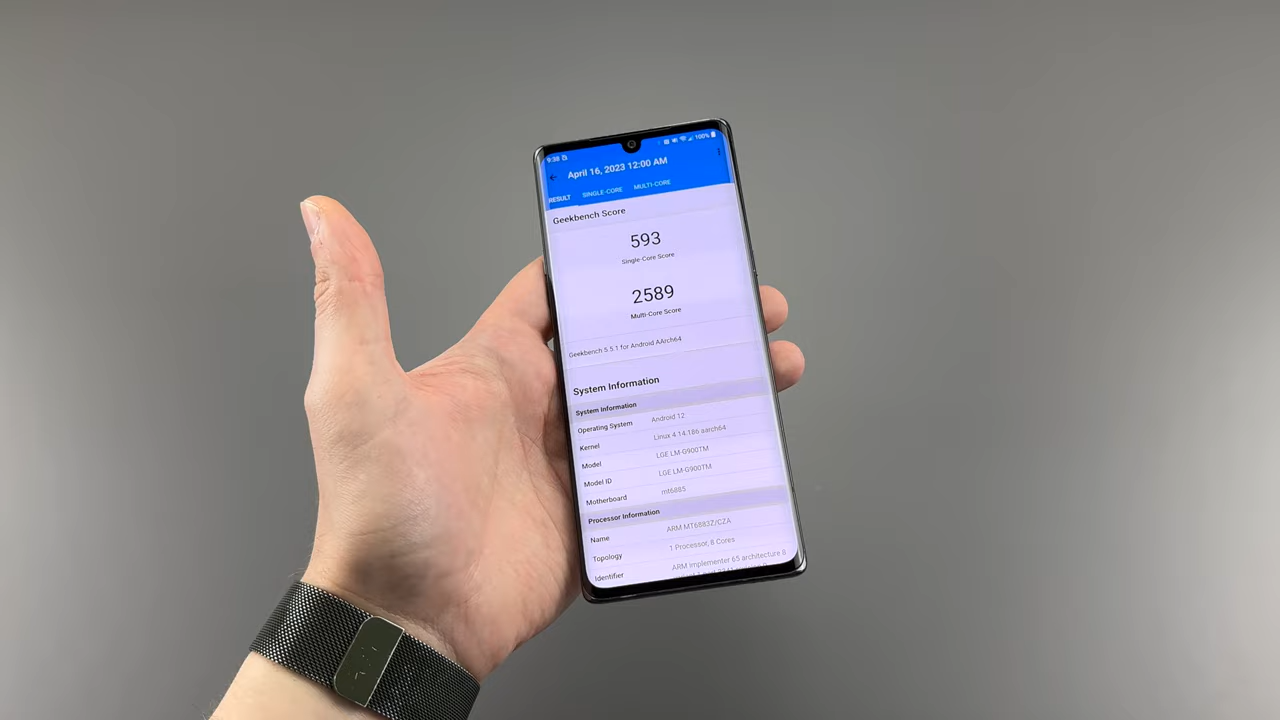 9:38
100%
April 16, 2023 12:00 AM
RESULT SINGLE-CORE MULTI-CORE
Geekbench Score
593
Single-Core Score
2589
Multi-Core Score
Geekbench 5.5.1 for Android AArch64
System Information
System Information
Operating System Android 12
Kernel Linux 4.14.186 aarch64
Model LGE LM-G900TM
Model ID LGE LM-G900TM
Motherboard mt6885
Processor Information
Name ARM MT6883Z/CZA
Topology 1 Processor, 8 Cores
Identifier ARM implementer 65 architecture 8